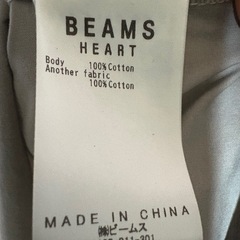 BEAMS
HEART
Body 100%Cotton
Another fabric
100%Cotton
MADE IN CHINA
㈱ビームス